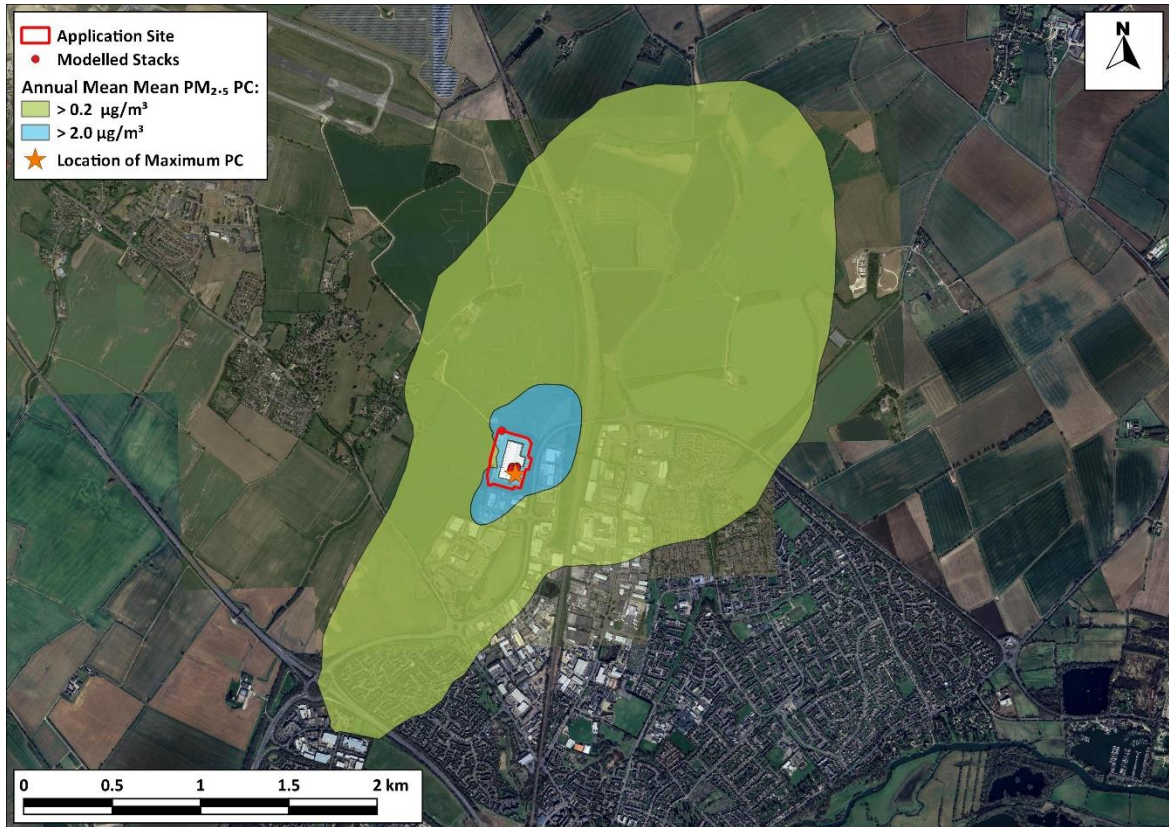 Application Site
Modelled Stacks
Annual Mean Mean PM₂.₅ PC:
> 0.2 µg/m³
> 2.0 µg/m³
Location of Maximum PC
N
0 0.5 1 1.5 2 km